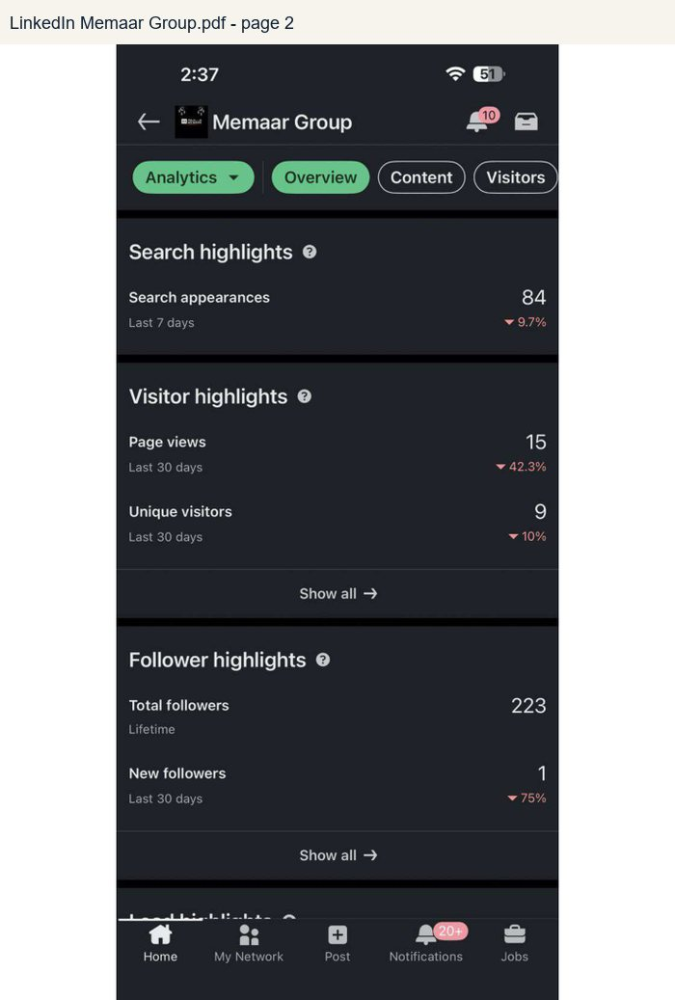 LinkedIn Memaar Group.pdf - page 2
2:37
51
Memaar Group
10
Analytics
Overview
Content
Visitors
Search highlights
Search appearances
84
Last 7 days
9.7%
Visitor highlights
Page views
15
Last 30 days
42.3%
Unique visitors
9
Last 30 days
10%
Show all →
Follower highlights
Total followers
223
Lifetime
New followers
1
Last 30 days
75%
Show all →
20+
Home
My Network
Post
Notifications
Jobs